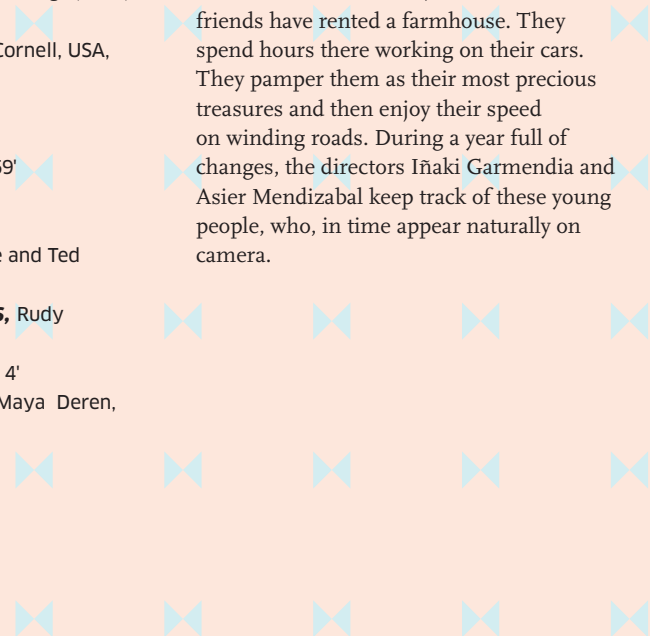 Cornell, USA,
59'
e and Ted
S, Rudy
4'
Maya Deren,
friends have rented a farmhouse. They
spend hours there working on their cars.
They pamper them as their most precious
treasures and then enjoy their speed
on winding roads. During a year full of
changes, the directors Iñaki Garmendia and
Asier Mendizabal keep track of these young
people, who, in time appear naturally on
camera.